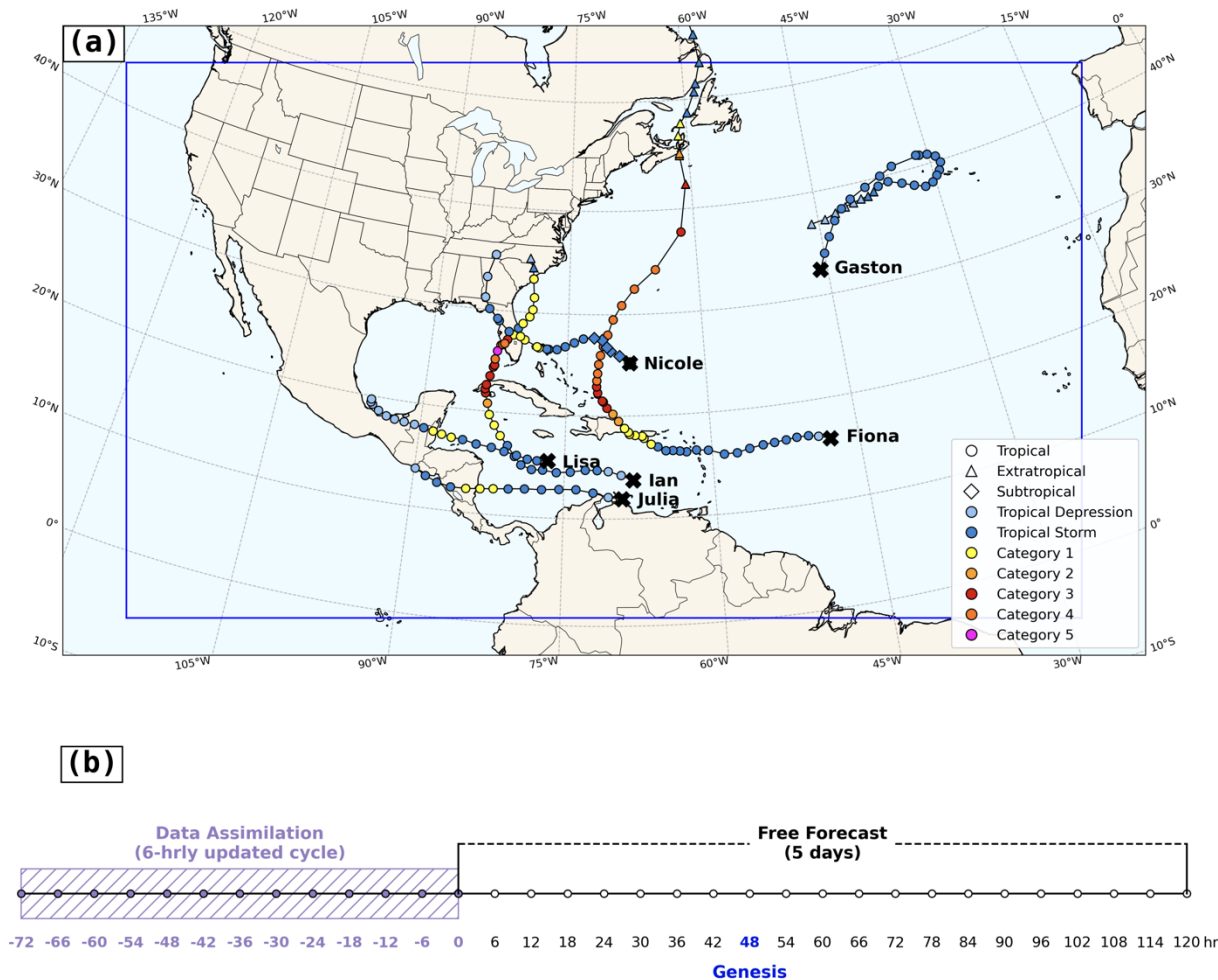 (a)
135°W 120°W 105°W 90°W 75°W 60°W 45°W 30°W 15°W 0°
40°N 40°N
30°N 30°N
20°N 20°N
10°N 10°N
0° 0°
10°S 10°S
105°W 90°W 75°W 60°W 45°W 30°W
Gaston
Nicole
Fiona
Lisa
Ian
Julia
Tropical
Extratropical
Subtropical
Tropical Depression
Tropical Storm
Category 1
Category 2
Category 3
Category 4
Category 5
(b)
Data Assimilation
(6-hrly updated cycle)
Free Forecast
(5 days)
-72 -66 -60 -54 -48 -42 -36 -30 -24 -18 -12 -6 0 6 12 18 24 30 36 42 48 54 60 66 72 78 84 90 96 102 108 114 120 hr
Genesis